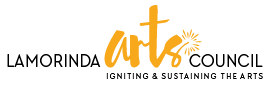 LAMORINDA arts COUNCIL
IGNITING & SUSTAINING THE ARTS